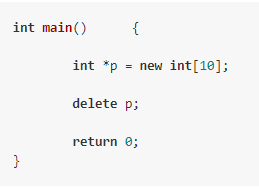 int main()      {
        int *p = new int[10];
        delete p;
        return 0;
}